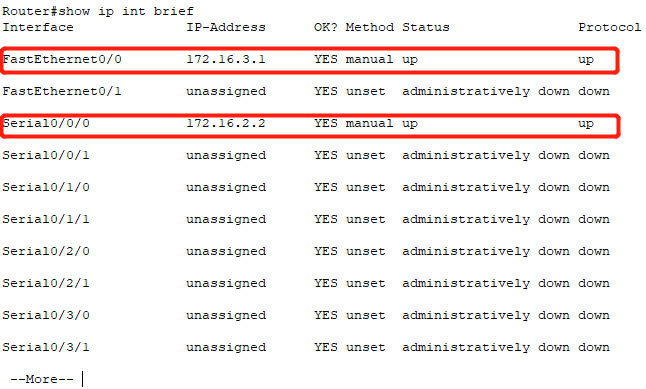 Router#show ip int brief
Interface IP-Address OK? Method Status Protocol
FastEthernet0/0 172.16.3.1 YES manual up up
FastEthernet0/1 unassigned YES unset administratively down down
Serial0/0/0 172.16.2.2 YES manual up up
Serial0/0/1 unassigned YES unset administratively down down
Serial0/1/0 unassigned YES unset administratively down down
Serial0/1/1 unassigned YES unset administratively down down
Serial0/2/0 unassigned YES unset administratively down down
Serial0/2/1 unassigned YES unset administratively down down
Serial0/3/0 unassigned YES unset administratively down down
Serial0/3/1 unassigned YES unset administratively down down
--More--